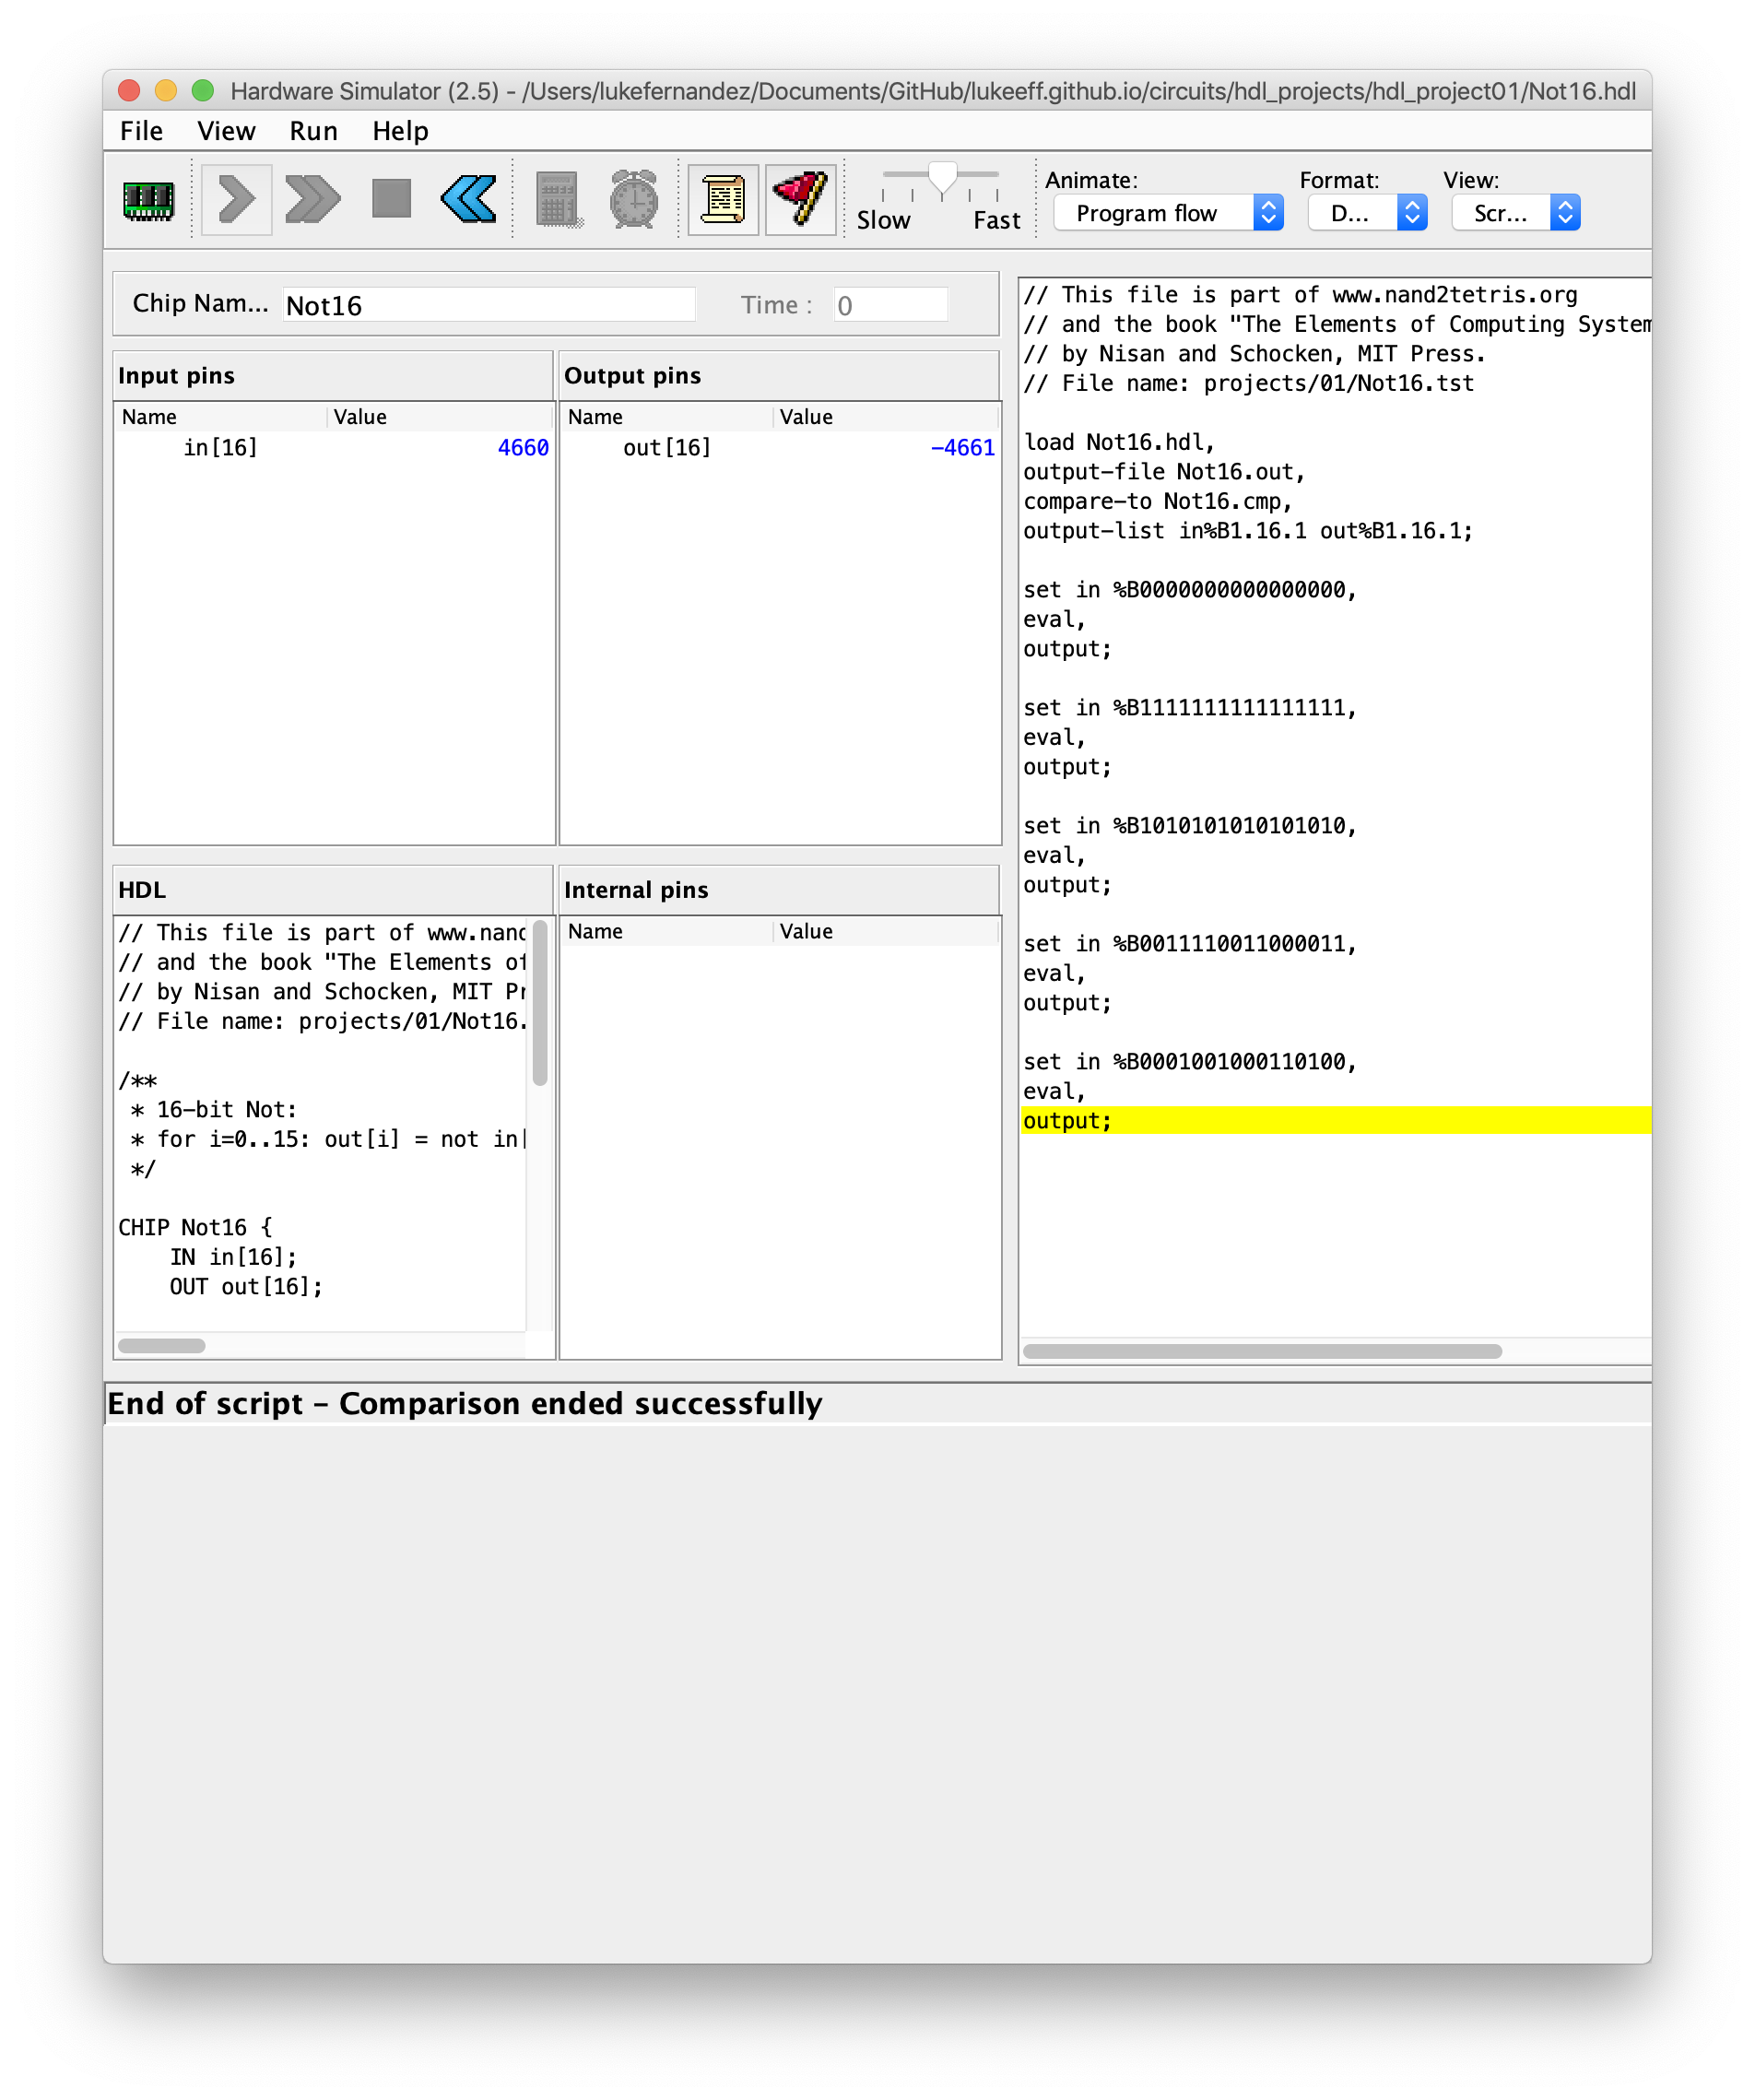 Hardware Simulator (2.5) - /Users/lukefernandez/Documents/GitHub/lukeeff.github.io/circuits/hdl_projects/hdl_project01/Not16.hdl
File View Run Help
Slow Fast
Animate: Format: View:
Program flow D... Scr...
Chip Nam... Not16 Time : 0
Input pins
Name Value
in[16] 4660
Output pins
Name Value
out[16] -4661
HDL
// This file is part of www.nand
// and the book "The Elements of
// by Nisan and Schocken, MIT Pr
// File name: projects/01/Not16.
/**
* 16-bit Not:
* for i=0..15: out[i] = not in[
*/
CHIP Not16 {
IN in[16];
OUT out[16];
Internal pins
Name Value
// This file is part of www.nand2tetris.org
// and the book "The Elements of Computing System
// by Nisan and Schocken, MIT Press.
// File name: projects/01/Not16.tst
load Not16.hdl,
output-file Not16.out,
compare-to Not16.cmp,
output-list in%B1.16.1 out%B1.16.1;
set in %B0000000000000000,
eval,
output;
set in %B1111111111111111,
eval,
output;
set in %B1010101010101010,
eval,
output;
set in %B0011110011000011,
eval,
output;
set in %B0001001000110100,
eval,
output;
End of script - Comparison ended successfully